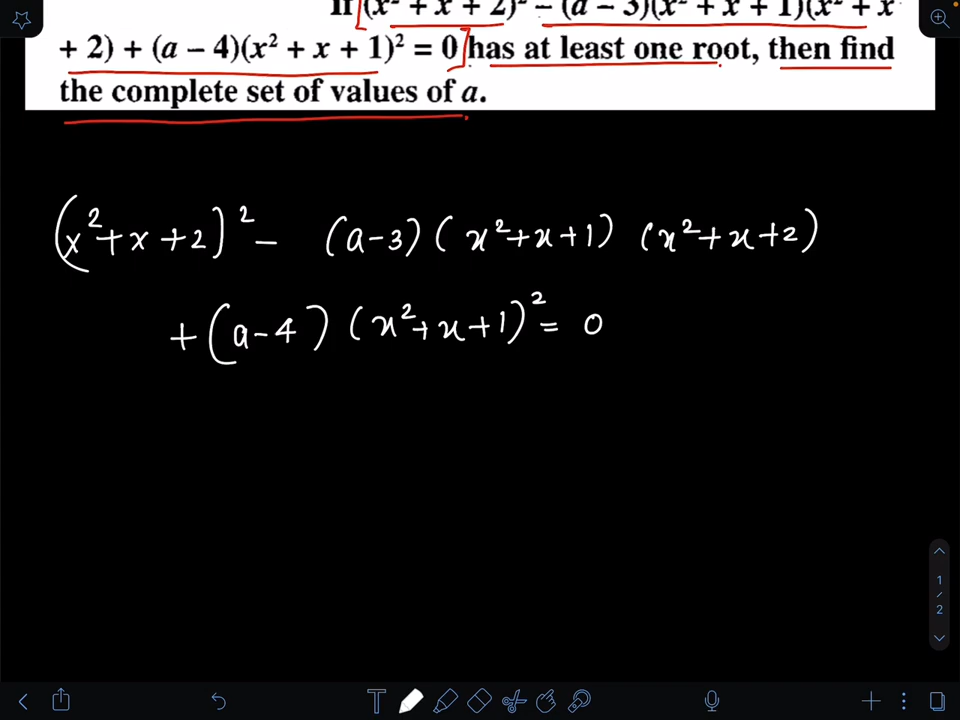 If (x² + x + 2)² – (a – 3)(x² + x + 1)(x² + x
+ 2) + (a – 4)(x² + x + 1)² = 0 has at least one root, then find
the complete set of values of a.
(x²+x+2)² – (a–3)(x²+x+1)(x²+x+2)
+(a–4)(x²+x+1)² = 0
1
/
2
T